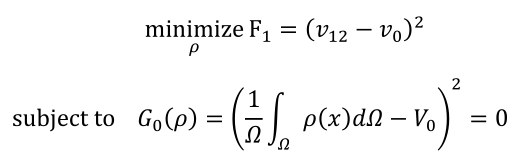 minimize F₁ = (v₁₂ − v₀)²
ρ
subject to G₀(ρ) = (1/Ω ∫_Ω ρ(x)dΩ − V₀)² = 0